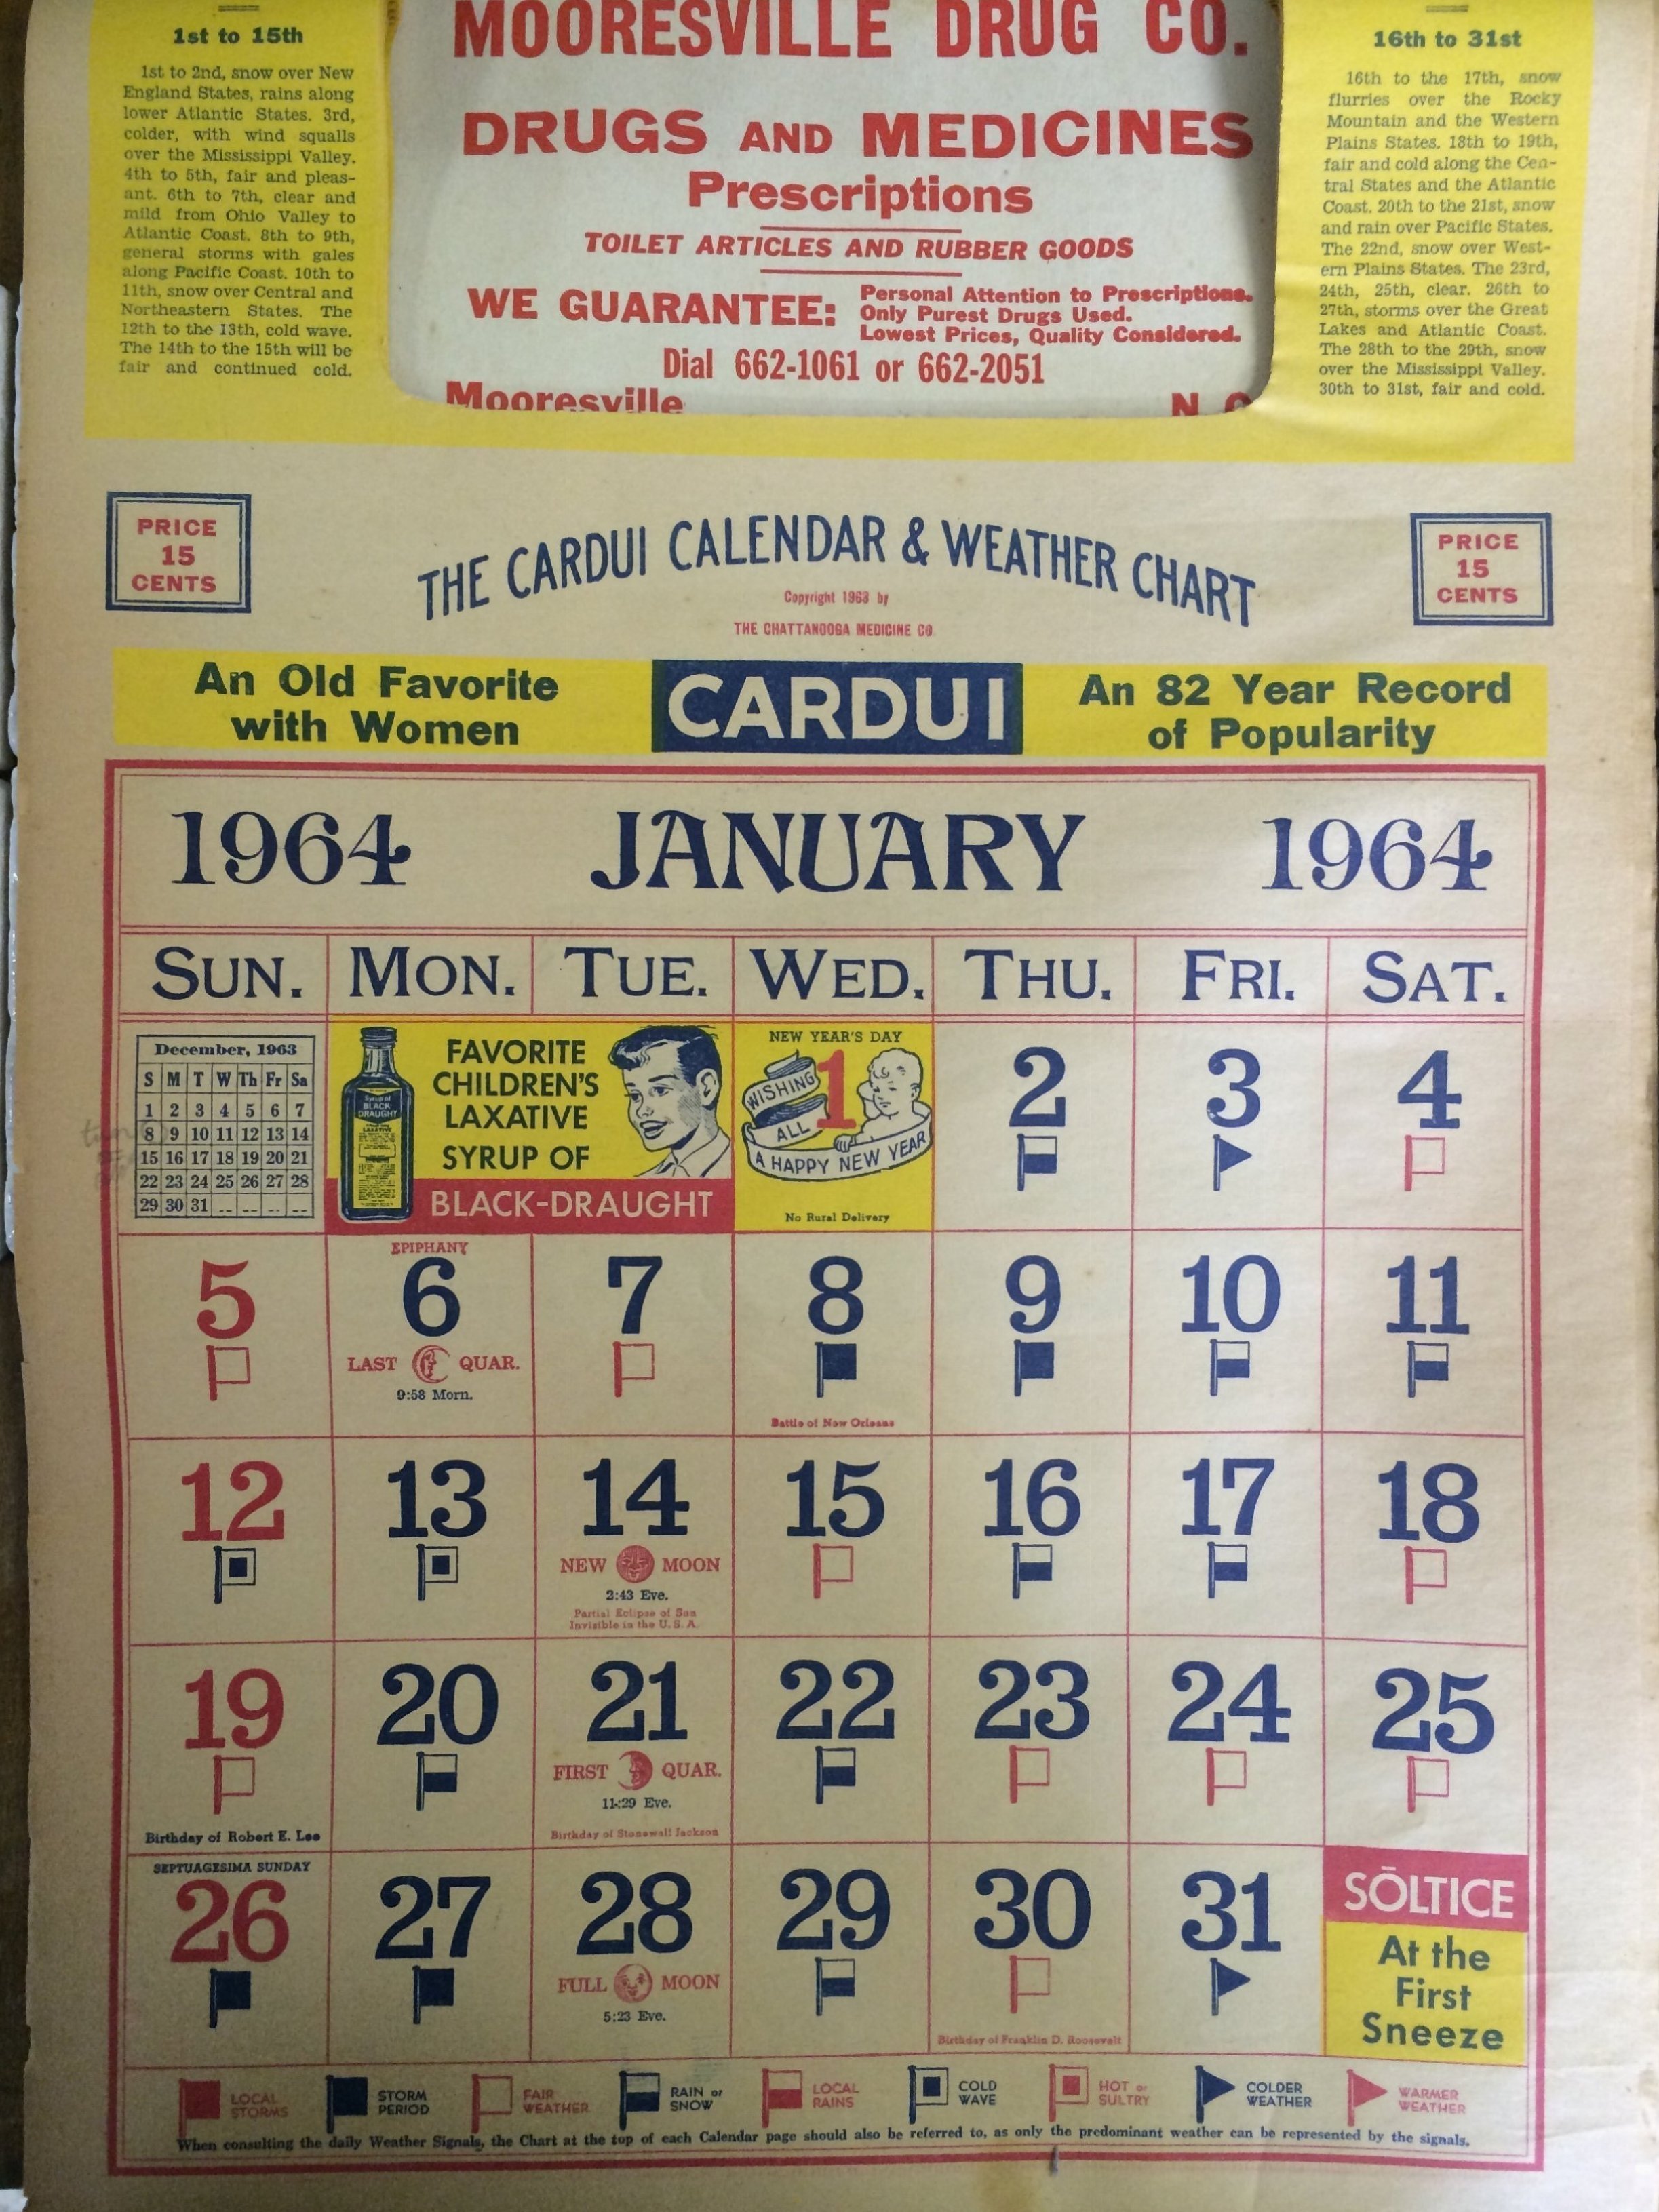 1st to 15th
1st to 2nd, snow over New
England States, rains along
lower Atlantic States. 3rd,
colder, with wind squalls
over the Mississippi Valley.
4th to 5th, fair and pleas-
ant. 6th to 7th, clear and
mild from Ohio Valley to
Atlantic Coast. 8th to 9th,
general storms with gales
along Pacific Coast. 10th to
11th, snow over Central and
Northeastern States. The
12th to the 13th, cold wave.
The 14th to the 15th will be
fair and continued cold.
MOORESVILLE DRUG CO.
DRUGS AND MEDICINES
Prescriptions
TOILET ARTICLES AND RUBBER GOODS
WE GUARANTEE:
Personal Attention to Prescriptions.
Only Purest Drugs Used.
Lowest Prices, Quality Considered.
Dial 662-1061 or 662-2051
Mooresville N. C
16th to 31st
16th to the 17th, snow
flurries over the Rocky
Mountain and the Western
Plains States. 18th to 19th,
fair and cold along the Cen-
tral States and the Atlantic
Coast. 20th to the 21st, snow
and rain over Pacific States.
The 22nd, snow over West-
ern Plains States. The 23rd,
24th, 25th, clear. 26th to
27th, storms over the Great
Lakes and Atlantic Coast.
The 28th to the 29th, snow
over the Mississippi Valley.
30th to 31st, fair and cold.
PRICE
15
CENTS
THE CARDUI CALENDAR & WEATHER CHART
Copyright 1963 by
THE CHATTANOOGA MEDICINE CO
PRICE
15
CENTS
An Old Favorite
with Women
CARDUI
An 82 Year Record
of Popularity
1964 JANUARY 1964
SUN. MON. TUE. WED. THU. FRI. SAT.
December, 1963
S M T W Th Fr Sa
1 2 3 4 5 6 7
8 9 10 11 12 13 14
15 16 17 18 19 20 21
22 23 24 25 26 27 28
29 30 31 -- -- -- --
Syrup of
BLACK
DRAUGHT
LAXATIVE
FAVORITE
CHILDREN'S
LAXATIVE
SYRUP OF
BLACK-DRAUGHT
NEW YEAR'S DAY
1
WISHING
ALL
A HAPPY NEW YEAR
No Rural Delivery
2 3 4
EPIPHANY
5 6 7 8 9 10 11
LAST QUAR.
9:58 Morn.
Battle of New Orleans
12 13 14 15 16 17 18
NEW MOON
2:43 Eve.
Partial Eclipse of Sun
Invisible in the U. S. A.
19 20 21 22 23 24 25
FIRST QUAR.
11:29 Eve.
Birthday of Robert E. Lee
Birthday of Stonewall Jackson
SEPTUAGESIMA SUNDAY
26 27 28 29 30 31
FULL MOON
5:23 Eve.
Birthday of Franklin D. Roosevelt
SŌLTICE
At the
First
Sneeze
LOCAL
STORMS
STORM
PERIOD
FAIR
WEATHER
RAIN or
SNOW
LOCAL
RAINS
COLD
WAVE
HOT or
SULTRY
COLDER
WEATHER
WARMER
WEATHER
When consulting the daily Weather Signals, the Chart at the top of each Calendar page should also be referred to, as only the predominant weather can be represented by the signals.